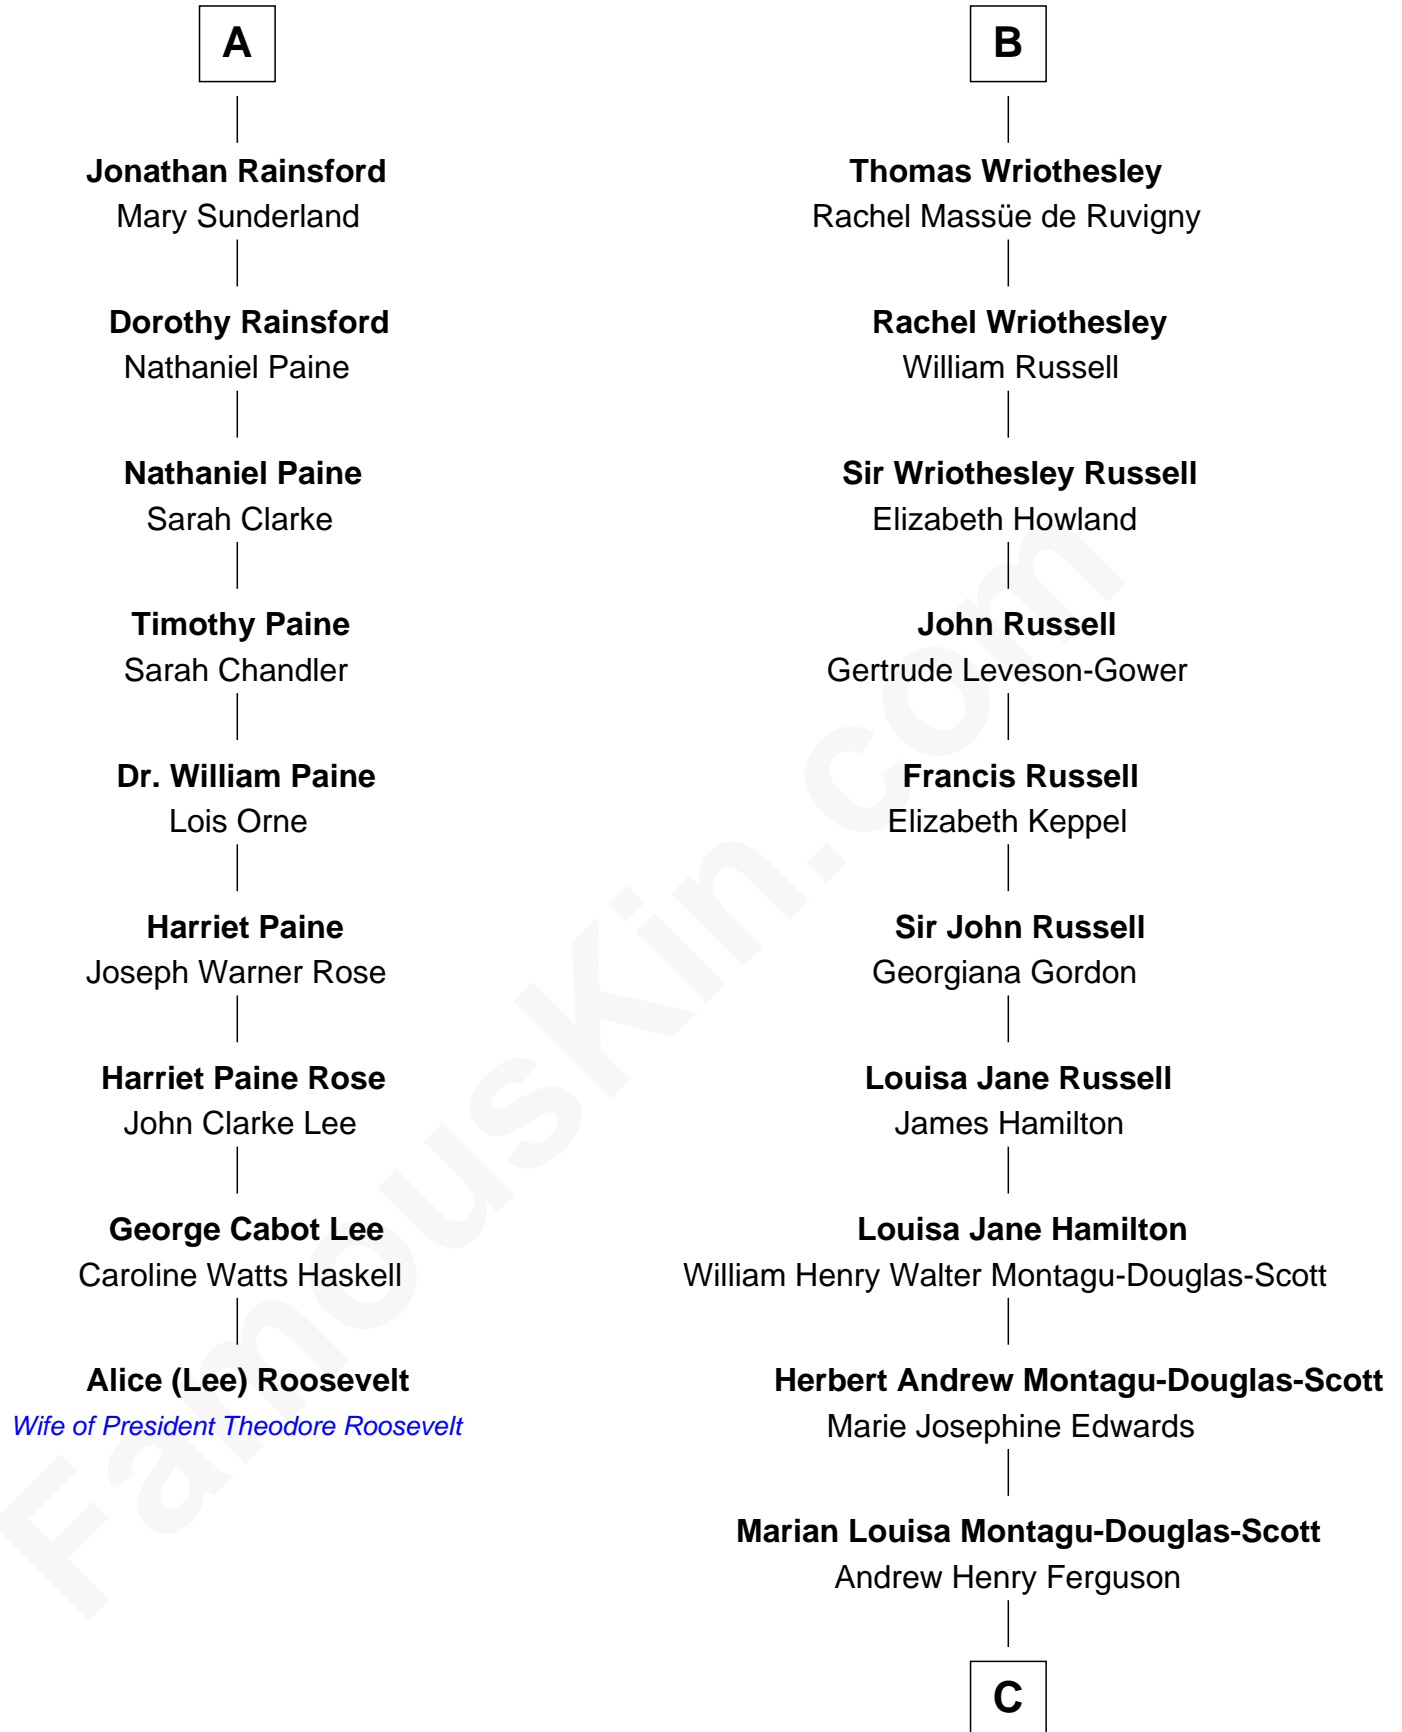 A
Jonathan Rainsford
Mary Sunderland
Dorothy Rainsford
Nathaniel Paine
Nathaniel Paine
Sarah Clarke
Timothy Paine
Sarah Chandler
Dr. William Paine
Lois Orne
Harriet Paine
Joseph Warner Rose
Harriet Paine Rose
John Clarke Lee
George Cabot Lee
Caroline Watts Haskell
Alice (Lee) Roosevelt
Wife of President Theodore Roosevelt
B
Thomas Wriothesley
Rachel Massüe de Ruvigny
Rachel Wriothesley
William Russell
Sir Wriothesley Russell
Elizabeth Howland
John Russell
Gertrude Leveson-Gower
Francis Russell
Elizabeth Keppel
Sir John Russell
Georgiana Gordon
Louisa Jane Russell
James Hamilton
Louisa Jane Hamilton
William Henry Walter Montagu-Douglas-Scott
Herbert Andrew Montagu-Douglas-Scott
Marie Josephine Edwards
Marian Louisa Montagu-Douglas-Scott
Andrew Henry Ferguson
C
FamousKin.com